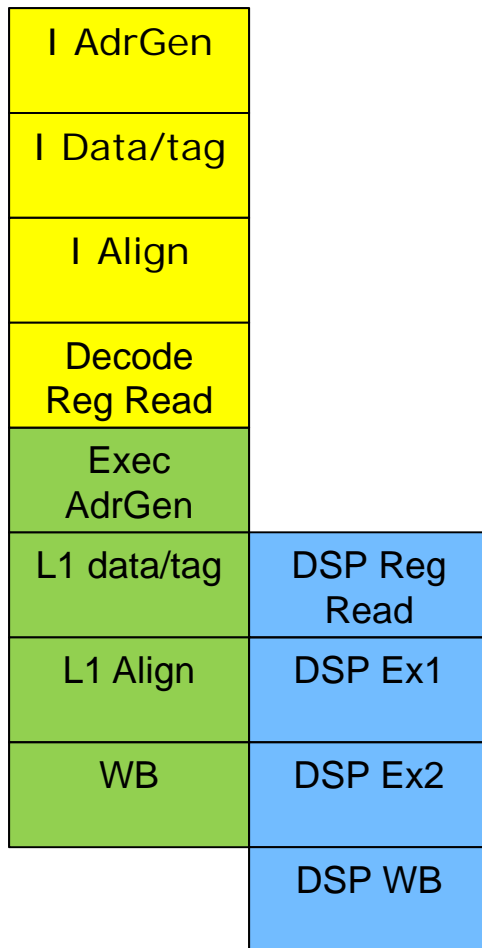 I AdrGen
I Data/tag
I Align
Decode
Reg Read
Exec
AdrGen
L1 data/tag
DSP Reg
Read
L1 Align
DSP Ex1
WB
DSP Ex2
DSP WB